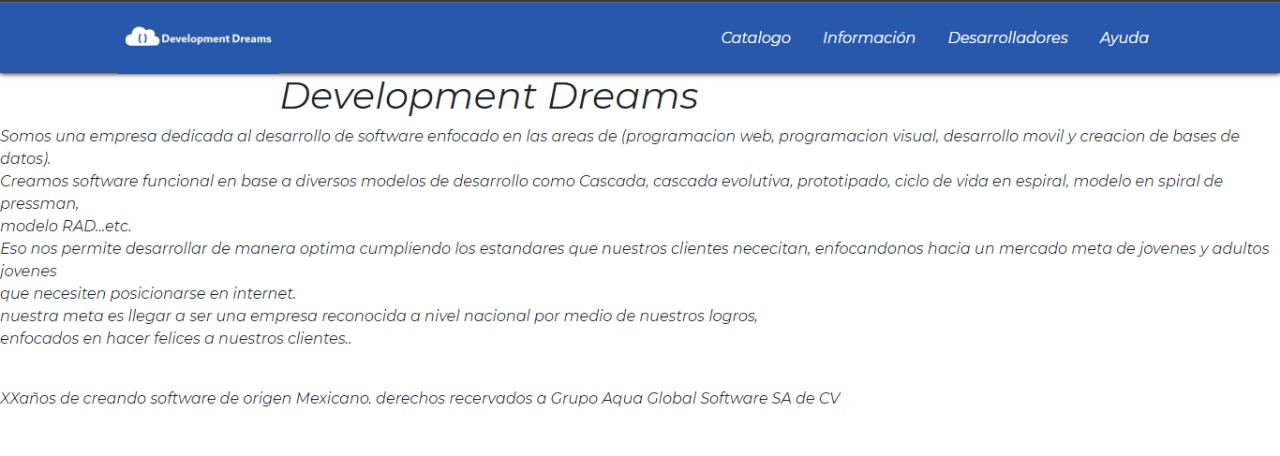 {} Development Dreams
Catalogo Información Desarrolladores Ayuda
Development Dreams
Somos una empresa dedicada al desarrollo de software enfocado en las areas de (programacion web, programacion visual, desarrollo movil y creacion de bases de
datos).
Creamos software funcional en base a diversos modelos de desarrollo como Cascada, cascada evolutiva, prototipado, ciclo de vida en espiral, modelo en spiral de
pressman,
modelo RAD...etc.
Eso nos permite desarrollar de manera optima cumpliendo los estandares que nuestros clientes nececitan, enfocandonos hacia un mercado meta de jovenes y adultos
jovenes
que necesiten posicionarse en internet.
nuestra meta es llegar a ser una empresa reconocida a nivel nacional por medio de nuestros logros,
enfocados en hacer felices a nuestros clientes..
XXaños de creando software de origen Mexicano. derechos recervados a Grupo Aqua Global Software SA de CV